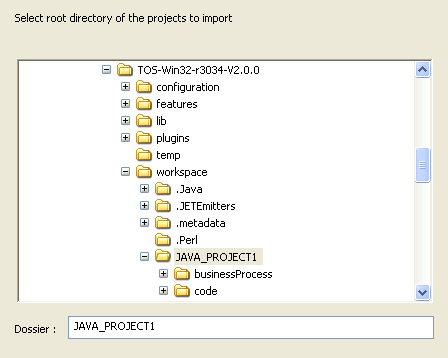 Select root directory of the projects to import
TOS-Win32-r3034-V2.0.0
configuration
features
lib
plugins
temp
workspace
.Java
.JETEmitters
.metadata
.Perl
JAVA_PROJECT1
businessProcess
code
Dossier : JAVA_PROJECT1